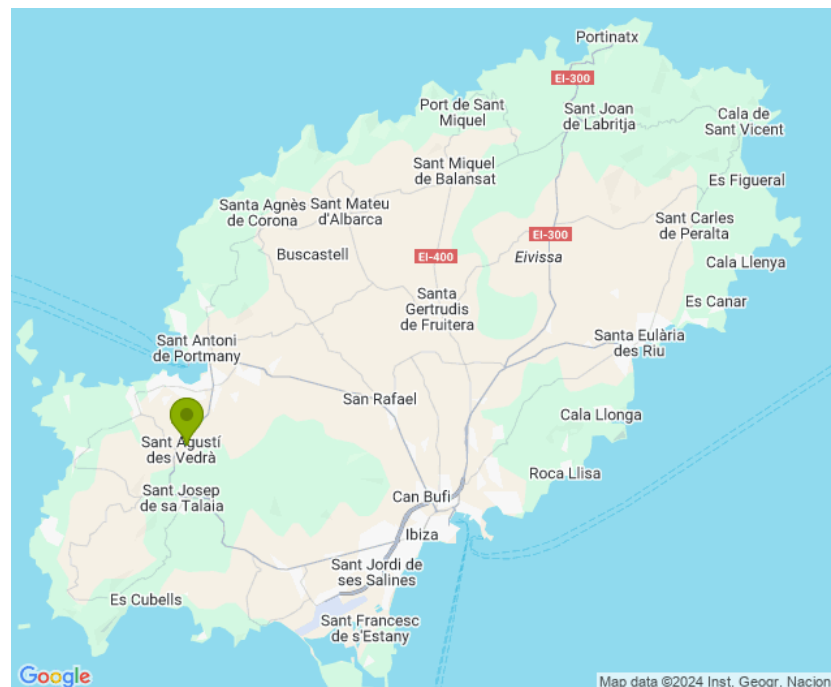 Portinatx
EI-300
Port de Sant
Miquel
Sant Joan
de Labritja
Cala de
Sant Vicent
Sant Miquel
de Balansat
Es Figueral
Santa Agnès
de Corona
Sant Mateu
d'Albarca
Sant Carles
de Peralta
EI-300
Buscastell
EI-400
Eivissa
Cala Llenya
Santa
Gertrudis
de Fruitera
Es Canar
Sant Antoni
de Portmany
Santa Eulària
des Riu
San Rafael
Cala Llonga
Sant Agustí
des Vedrà
Roca Llisa
Sant Josep
de sa Talaia
Can Bufi
Ibiza
Sant Jordi de
ses Salines
Es Cubells
Sant Francesc
de s'Estany
Google
Map data ©2024 Inst. Geogr. Nacion